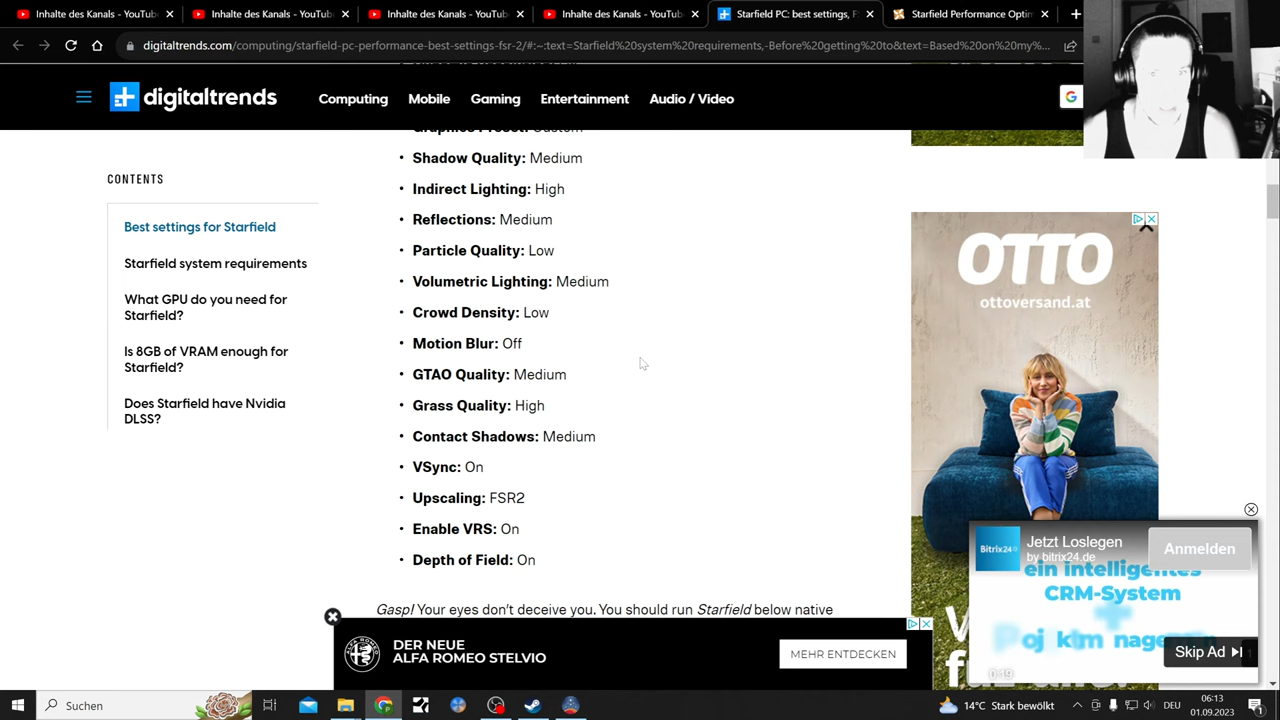 Inhalte des Kanals - YouTub
Inhalte des Kanals - YouTub
Inhalte des Kanals - YouTub
Inhalte des Kanals - YouTub
Starfield PC: best settings, F
Starfield Performance Optim
digitaltrends.com/computing/starfield-pc-performance-best-settings-fsr-2/#:~:text=Starfield%20system%20requirements,-Before%20getting%20to&text=Based%20on%20my%...
digitaltrends
Computing
Mobile
Gaming
Entertainment
Audio / Video
G
CONTENTS
Best settings for Starfield
Starfield system requirements
What GPU do you need for
Starfield?
Is 8GB of VRAM enough for
Starfield?
Does Starfield have Nvidia
DLSS?
Graphics Preset: Custom
• Shadow Quality: Medium
• Indirect Lighting: High
• Reflections: Medium
• Particle Quality: Low
• Volumetric Lighting: Medium
• Crowd Density: Low
• Motion Blur: Off
• GTAO Quality: Medium
• Grass Quality: High
• Contact Shadows: Medium
• VSync: On
• Upscaling: FSR2
• Enable VRS: On
• Depth of Field: On
Gasp! Your eyes don't deceive you. You should run Starfield below native
OTTO
ottoversand.at
Bitrix24
Jetzt Loslegen
by bitrix24.de
Anmelden
ein intelligentes
CRM-System
Skip Ad
0:19
DER NEUE
ALFA ROMEO STELVIO
MEHR ENTDECKEN
Suchen
14°C Stark bewölkt
DEU
06:13
01.09.2023
1